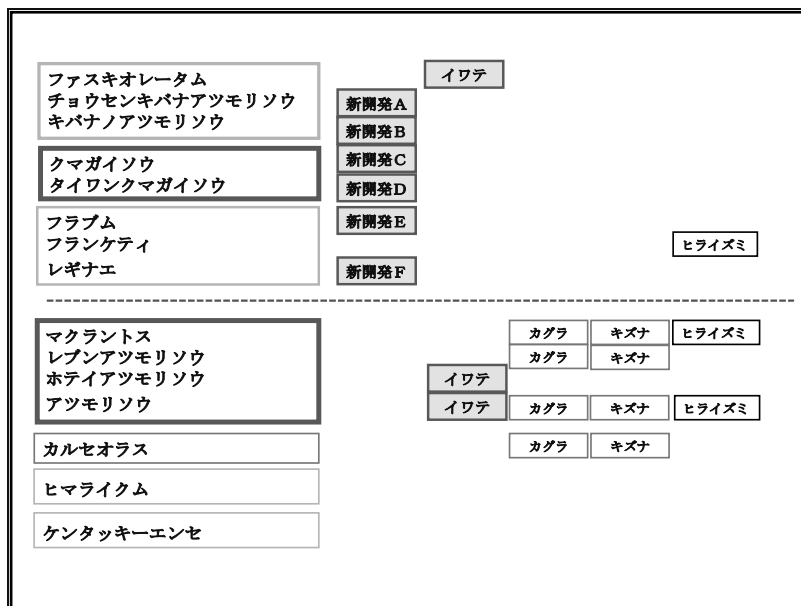 イワテ
ファスキオレータム
チョウセンキバナアツモリソウ 新開発A
キバナノアツモリソウ 新開発B
クマガイソウ 新開発C
タイワンクマガイソウ 新開発D
フラブム 新開発E
フランケティ ヒライズミ
レギナエ 新開発F
マクラントス カグラ キズナ ヒライズミ
レブンアツモリソウ カグラ キズナ
ホテイアツモリソウ イワテ
アツモリソウ イワテ カグラ キズナ ヒライズミ
カルセオラス カグラ キズナ
ヒマライクム
ケンタッキーエンセ